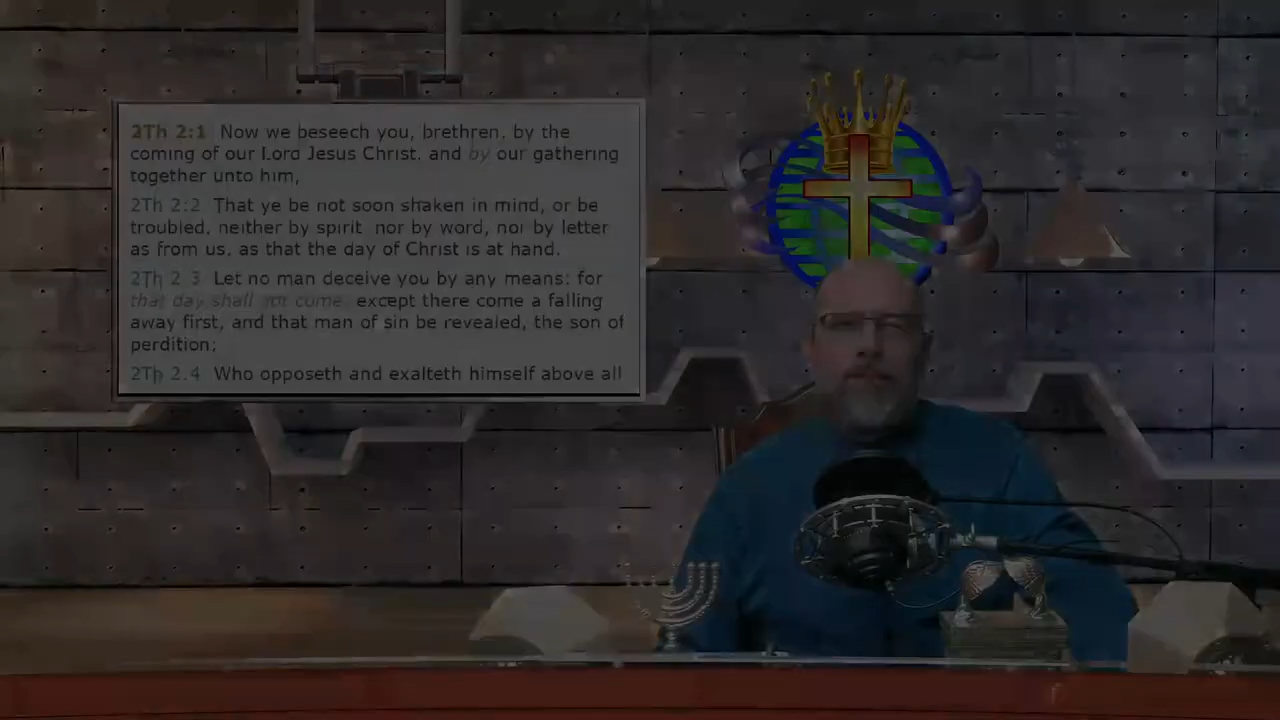 2Th 2:1 Now we beseech you, brethren, by the
coming of our Lord Jesus Christ, and by our gathering
together unto him,
2Th 2:2 That ye be not soon shaken in mind, or be
troubled, neither by spirit nor by word, nor by letter
as from us, as that the day of Christ is at hand.
2Th 2 3 Let no man deceive you by any means: for
that day shall not come, except there come a falling
away first, and that man of sin be revealed, the son of
perdition;
2Th 2.4 Who opposeth and exalteth himself above all